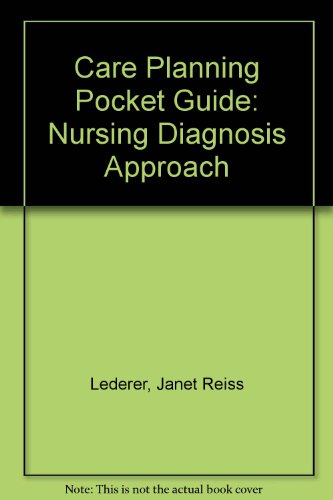 Care Planning
Pocket Guide:
Nursing Diagnosis
Approach
Lederer, Janet Reiss
Note: This is not the actual book cover